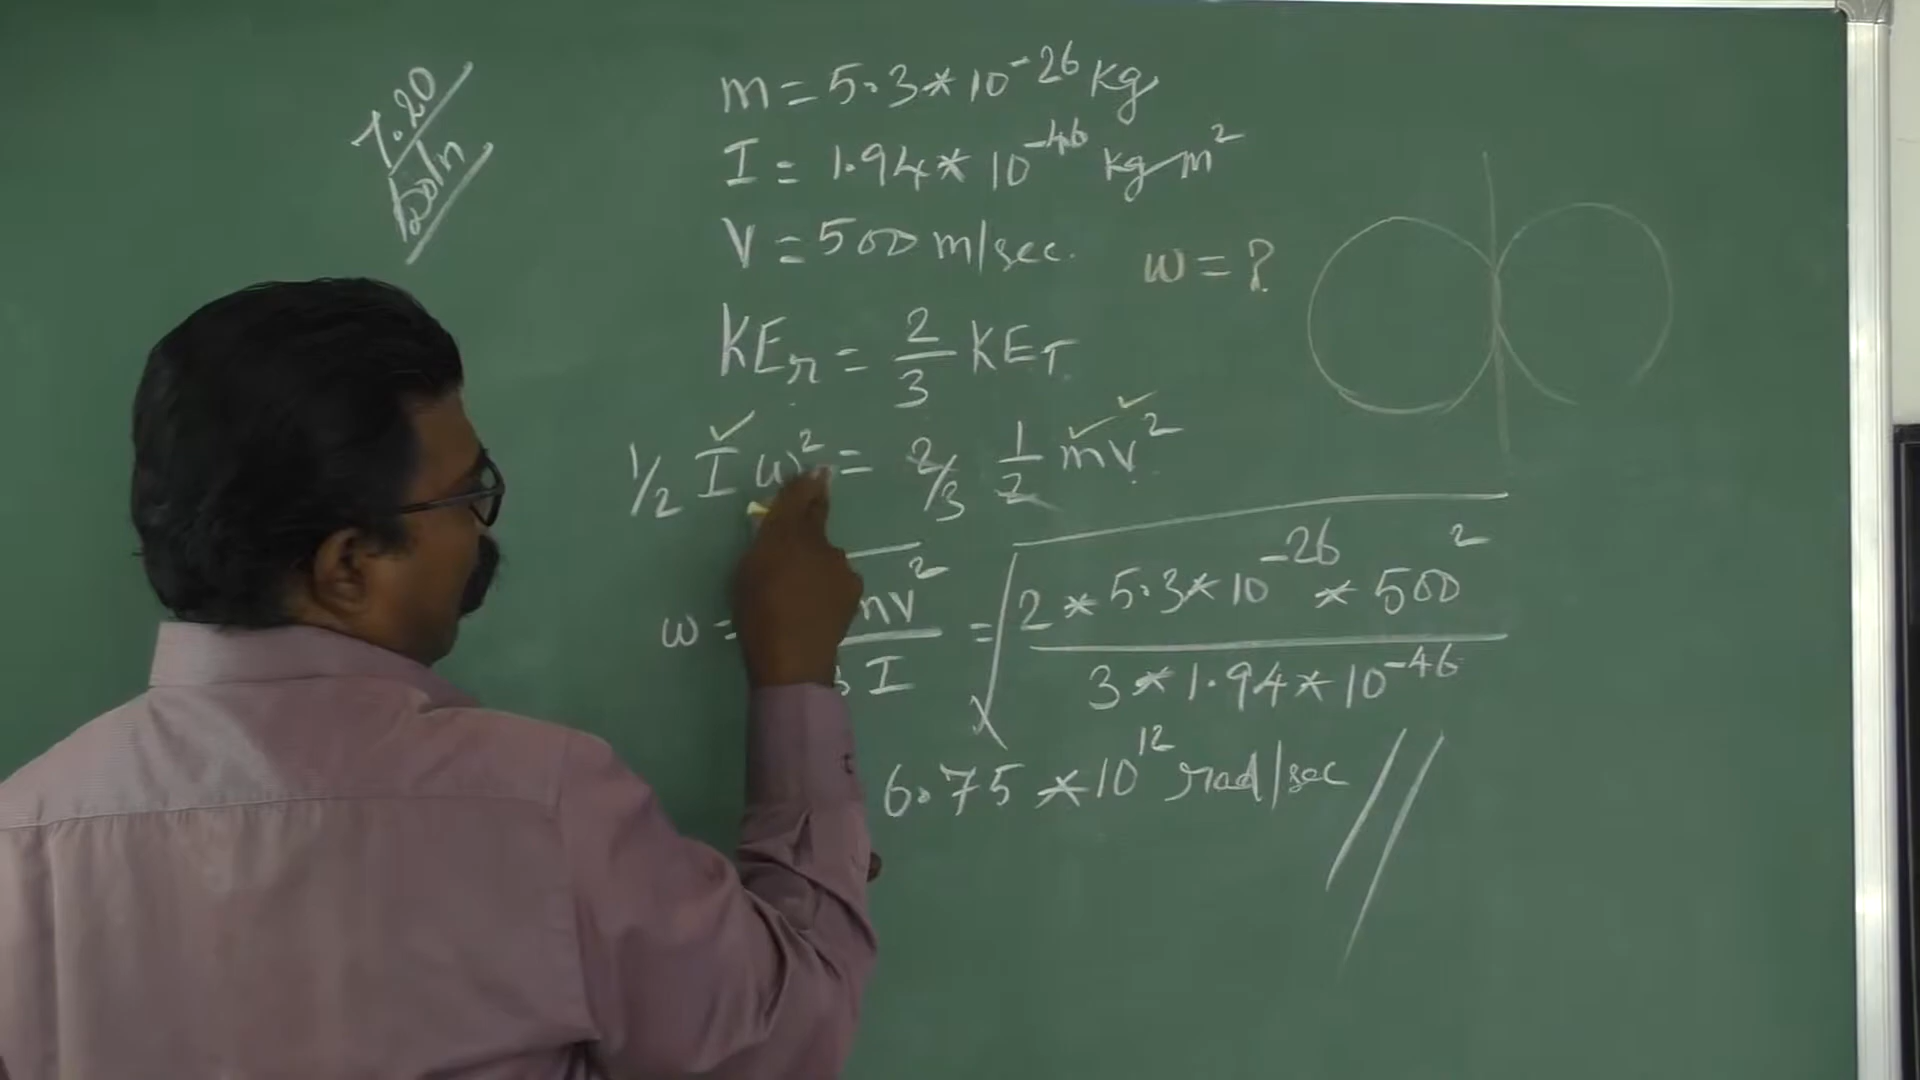 7.20
Soln
m = 5.3 * 10⁻²⁶ kg
I = 1.94 * 10⁻⁴⁶ kg m²
V = 500 m/sec.
ω = ?
KEr = 2/3 KET
1/2 I ω² = 2/3 1/2 mv²
ω = mv² / I = √(2 * 5.3 * 10⁻²⁶ * 500² / 3 * 1.94 * 10⁻⁴⁶)
6.75 * 10¹² rad/sec